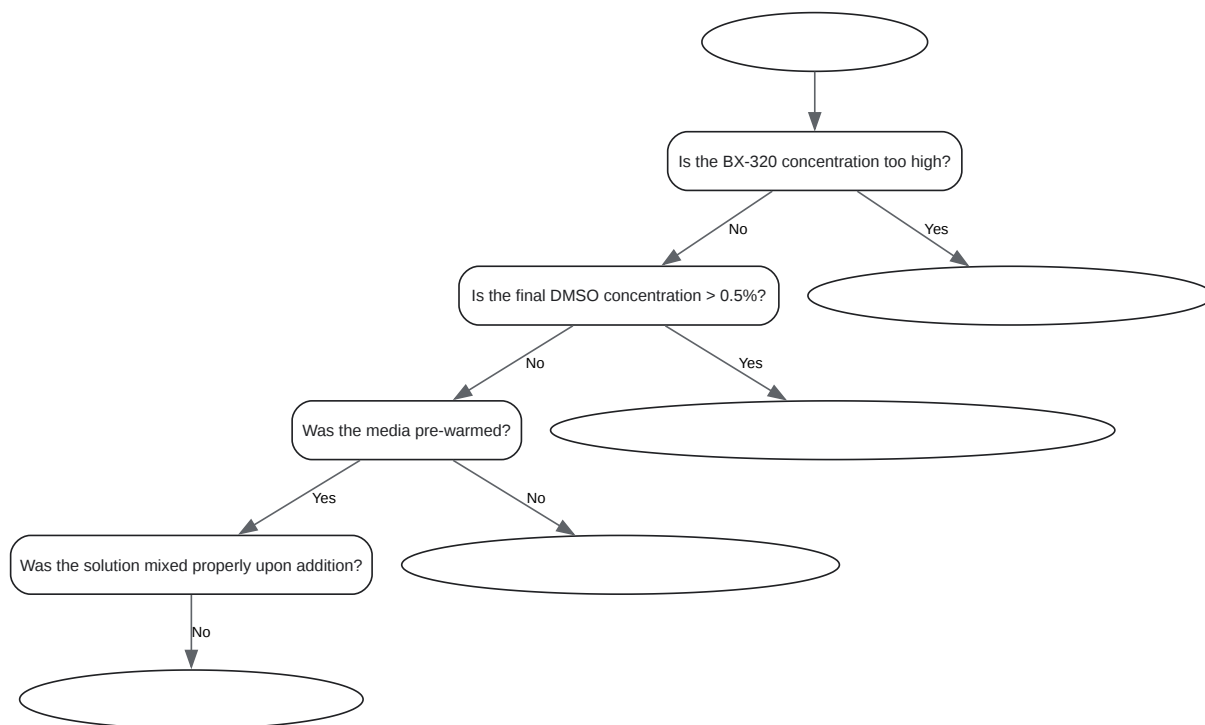 Is the BX-320 concentration too high?
No
Yes
Is the final DMSO concentration > 0.5%?
No
Yes
Was the media pre-warmed?
Yes
No
Was the solution mixed properly upon addition?
No